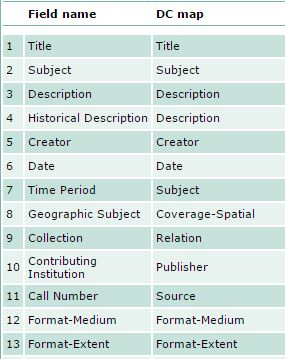 Field name DC map
1 Title Title
2 Subject Subject
3 Description Description
4 Historical Description Description
5 Creator Creator
6 Date Date
7 Time Period Subject
8 Geographic Subject Coverage-Spatial
9 Collection Relation
10 Contributing Institution Publisher
11 Call Number Source
12 Format-Medium Format-Medium
13 Format-Extent Format-Extent